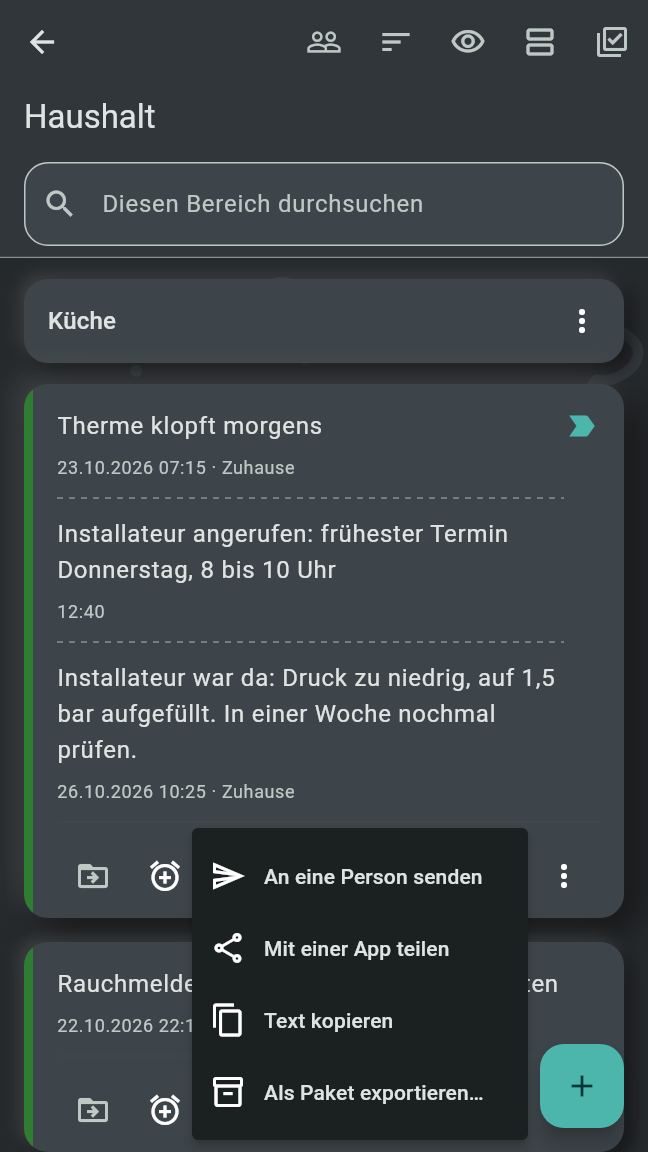 Haushalt
Diesen Bereich durchsuchen
Küche
Therme klopft morgens
23.10.2026 07:15 · Zuhause
Installateur angerufen: frühester Termin
Donnerstag, 8 bis 10 Uhr
12:40
Installateur war da: Druck zu niedrig, auf 1,5
bar aufgefüllt. In einer Woche nochmal
prüfen.
26.10.2026 10:25 · Zuhause
An eine Person senden
Mit einer App teilen
Text kopieren
Als Paket exportieren…